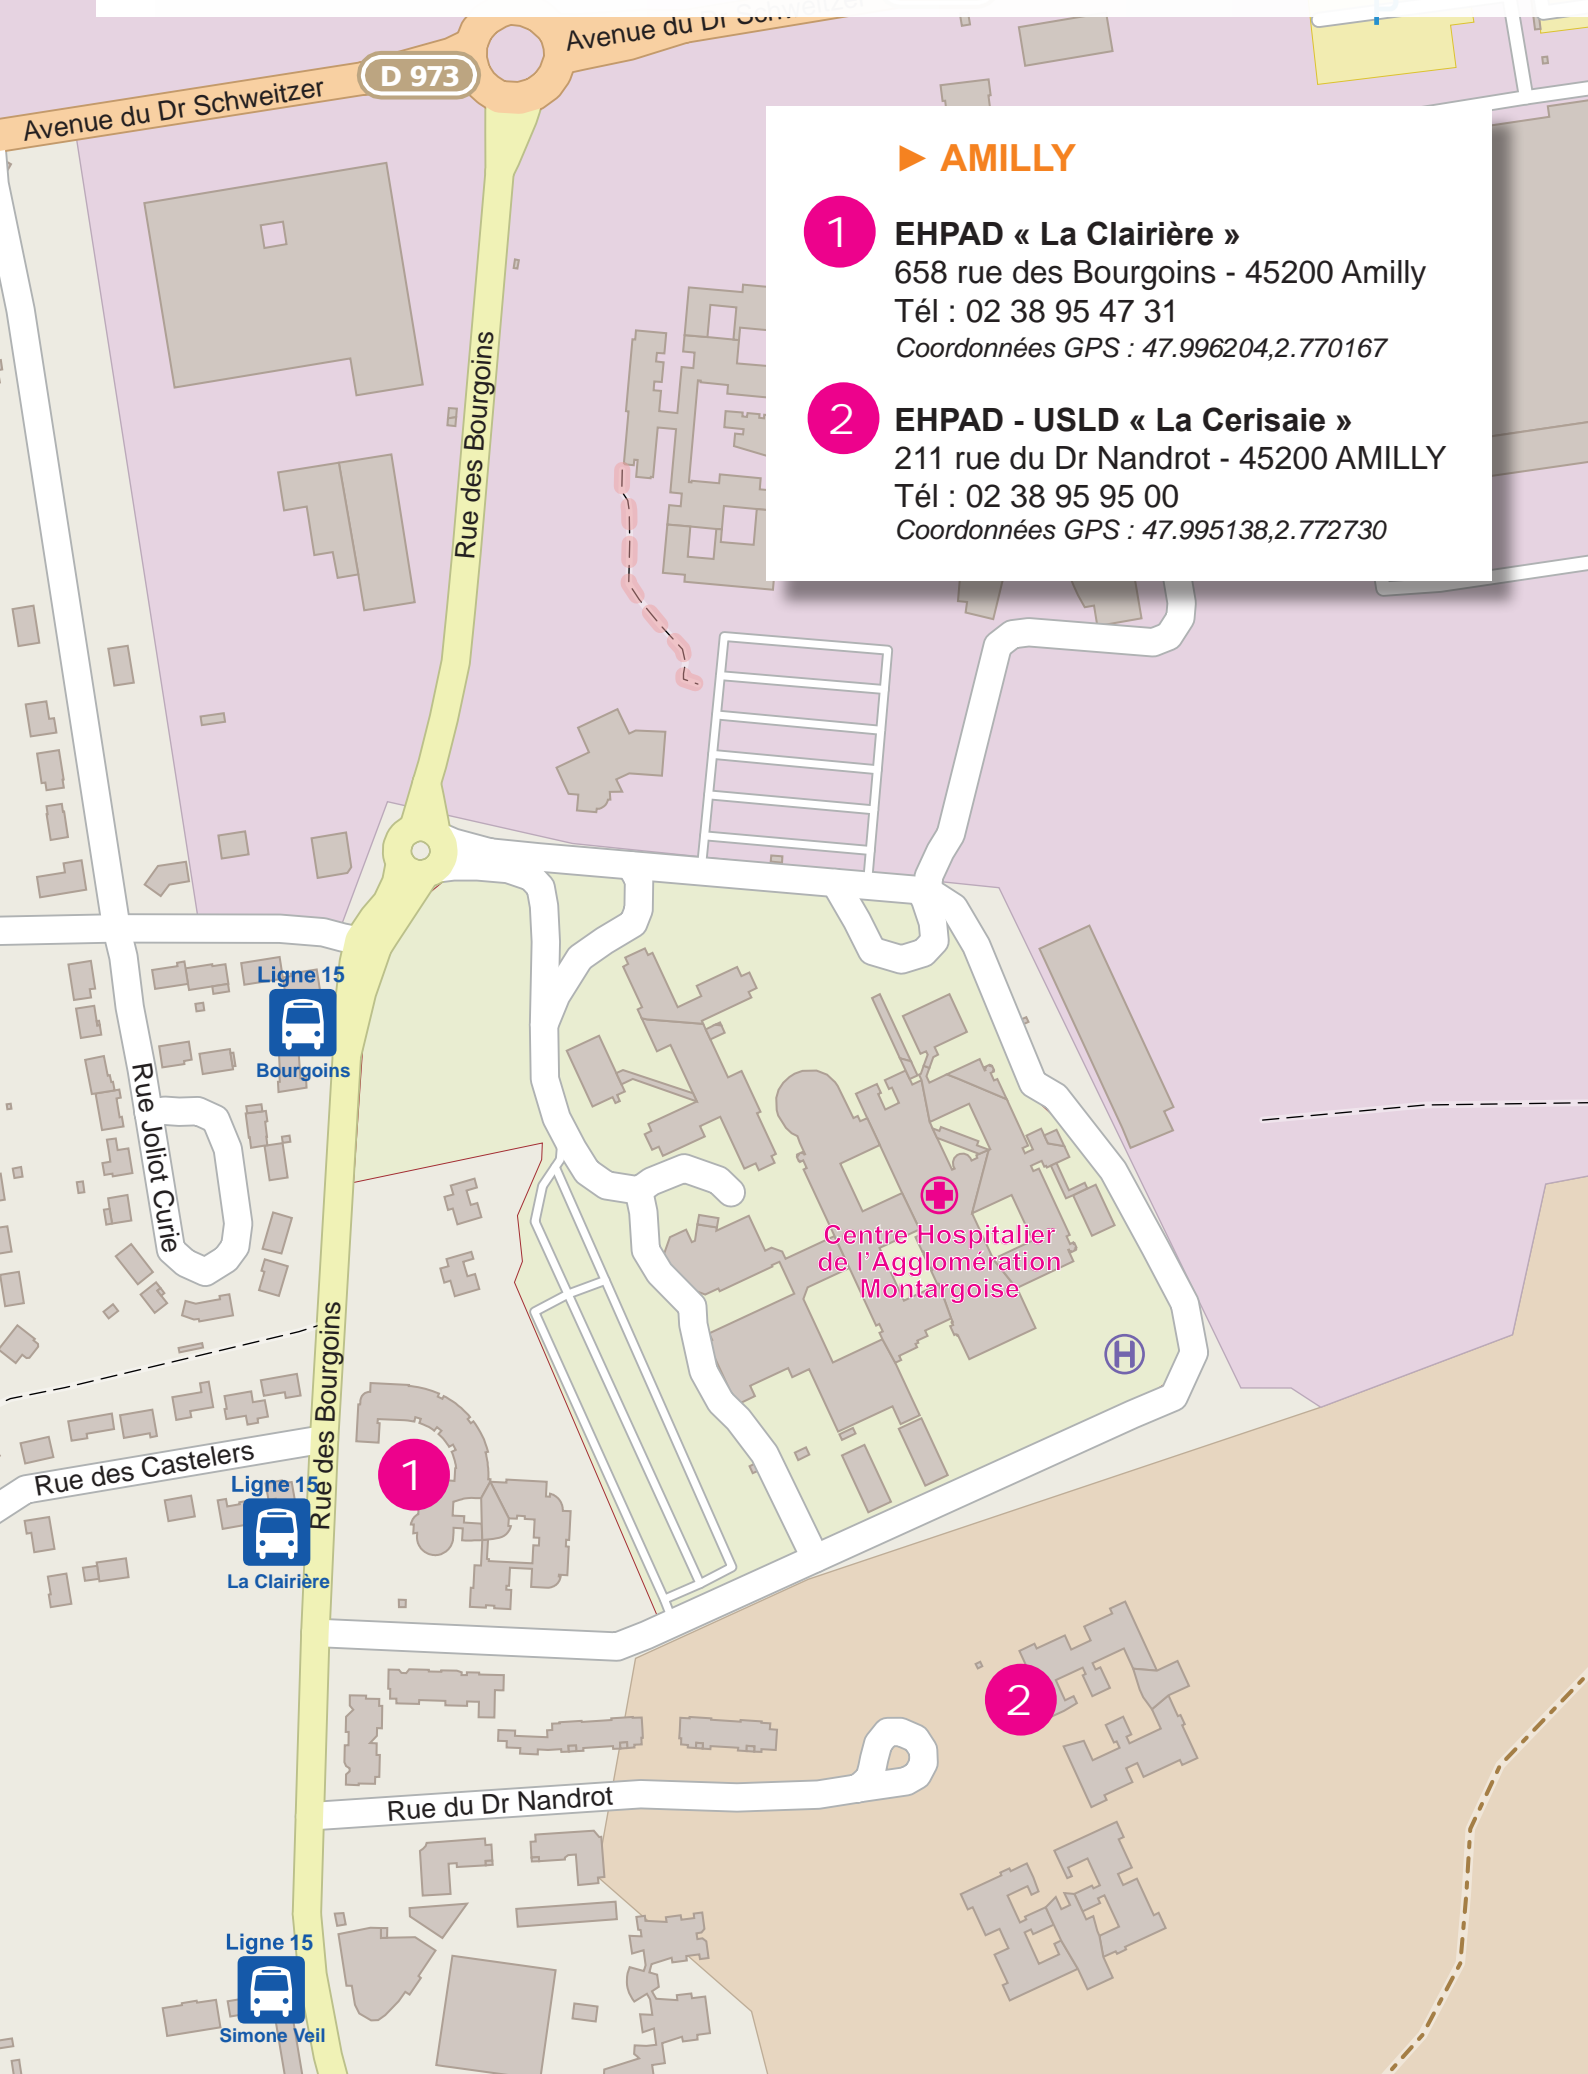 Avenue du Dr Schweitzer
D 973
Avenue du Dr Schweitzer
► AMILLY
1
EHPAD « La Clairière »
658 rue des Bourgoins - 45200 Amilly
Tél : 02 38 95 47 31
Coordonnées GPS : 47.996204,2.770167
2
EHPAD - USLD « La Cerisaie »
211 rue du Dr Nandrot - 45200 AMILLY
Tél : 02 38 95 95 00
Coordonnées GPS : 47.995138,2.772730
Rue des Bourgoins
Ligne 15
Bourgoins
Rue Joliot Curie
Centre Hospitalier
de l'Agglomération
Montargoise
H
Rue des Bourgoins
Rue des Castelers
1
Ligne 15
La Clairière
2
Rue du Dr Nandrot
Ligne 15
Simone Veil